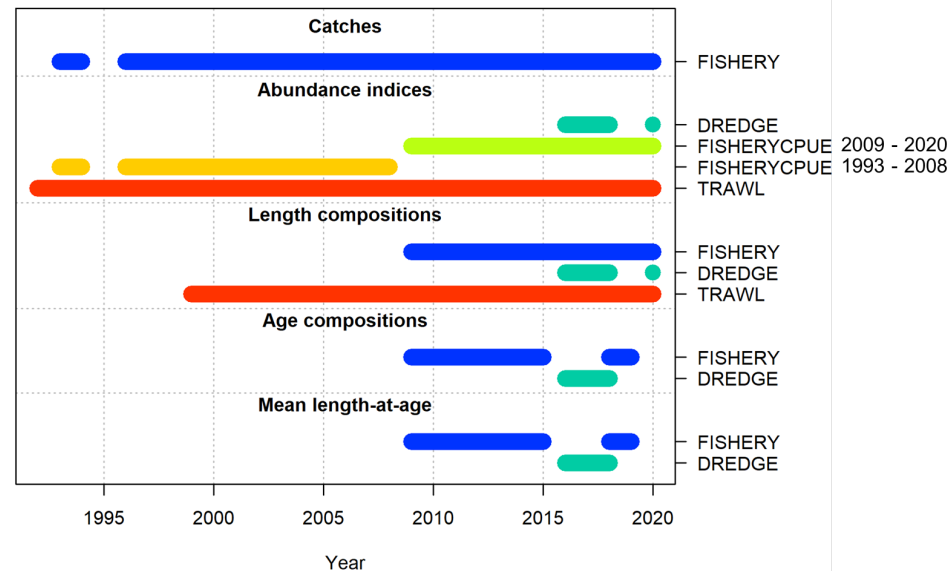 Catches
FISHERY
Abundance indices
DREDGE
FISHERYCPUE 2009 - 2020
FISHERYCPUE 1993 - 2008
TRAWL
Length compositions
FISHERY
DREDGE
TRAWL
Age compositions
FISHERY
DREDGE
Mean length-at-age
FISHERY
DREDGE
1995 2000 2005 2010 2015 2020
Year